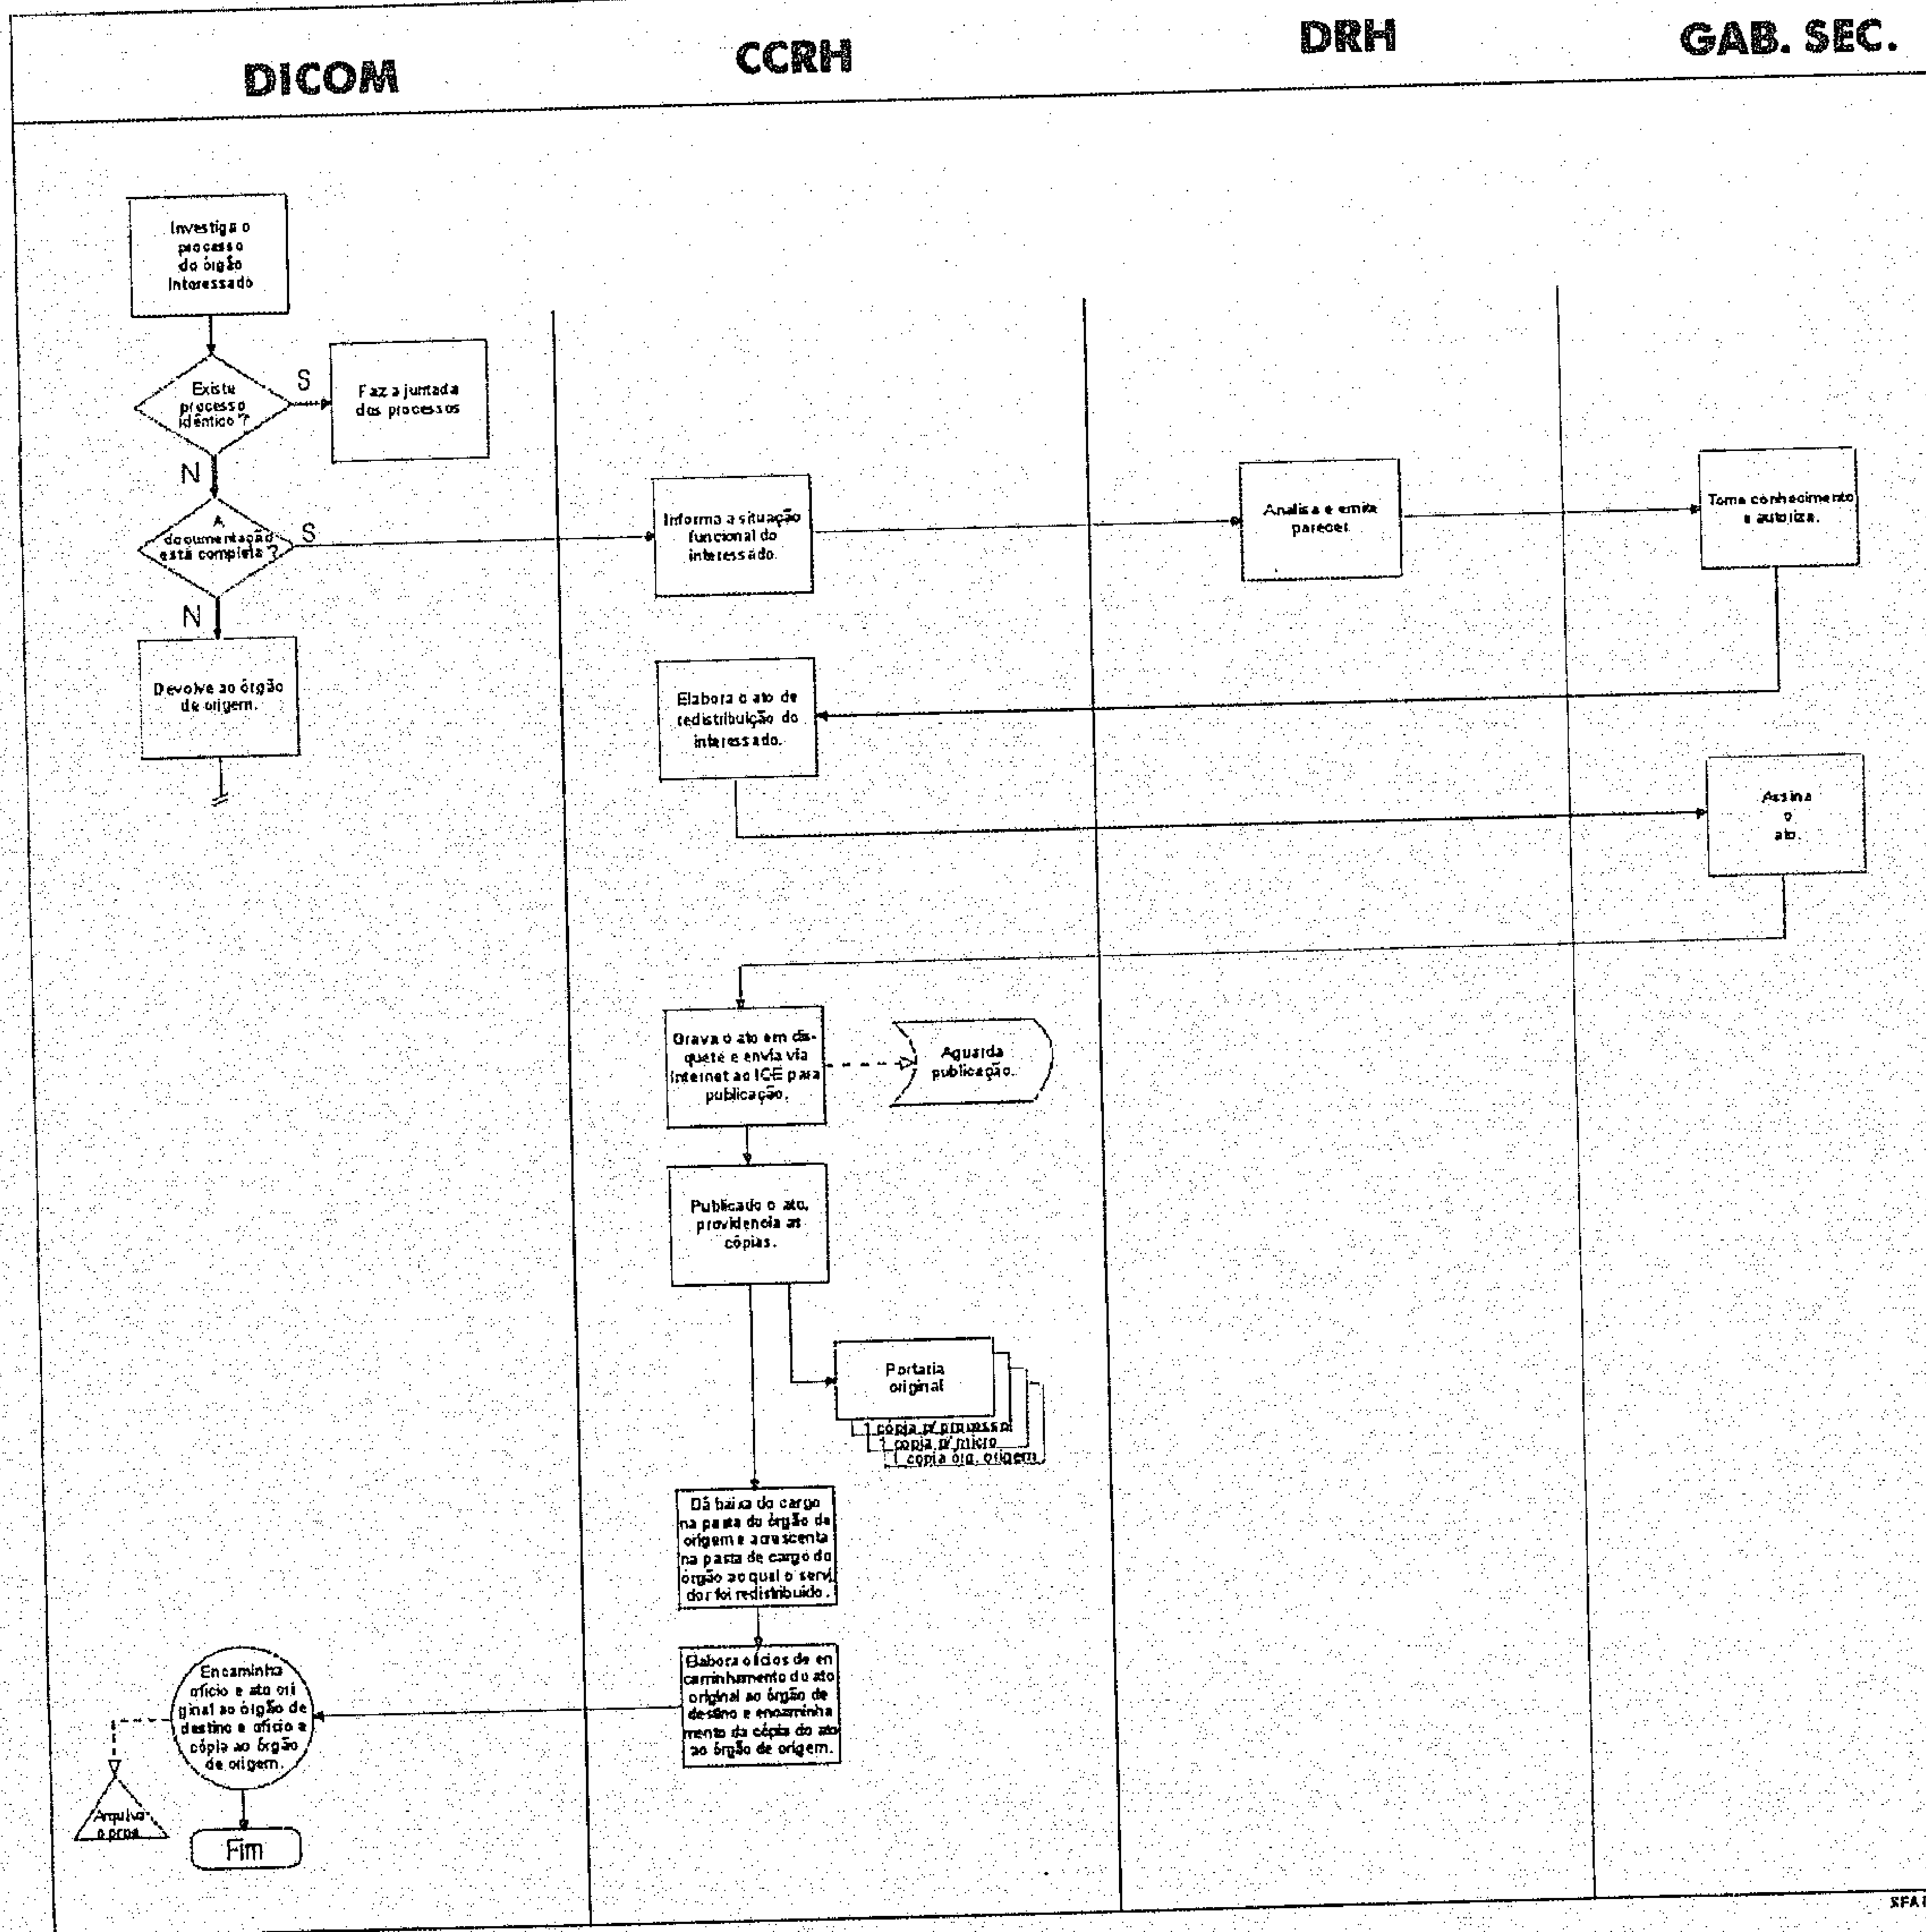 DICOM
CCRH
DRH
GAB. SEC.
Investiga o
processo
do órgão
Interessado
Existe
processo
idêntico ?
S
Faz a juntada
dos processos
N
A
documentação
está completa ?
S
Informa a situação
funcional do
interessado.
Analisa e emite
parecer.
Toma conhecimento
e autoriza.
N
Devolve ao órgão
de origem.
Elabora o ato de
redistribuição do
interessado.
Assina
o
ato.
Grava o ato em dis-
quete e envia via
Internet ao ICE para
publicação.
Aguarda
publicação.
Publicado o ato,
providencia as
cópias.
Portaria
original
1 cópia p/ processo
1 copia p/ micro
1 copia órg. origem
Dá baixa do cargo
na pasta do órgão de
origem e acrescenta
na pasta de cargo do
órgão ao qual o servi
dor foi redistribuido.
Elabora ofícios de en
caminhamento do ato
original ao órgão de
destino e encaminha
mento da cópia do ato
ao órgão de origem.
Encaminha
ofício e ato ori
ginal ao órgão de
destino e ofício e
cópia ao órgão
de origem.
Arquiva
o proc.
Fim